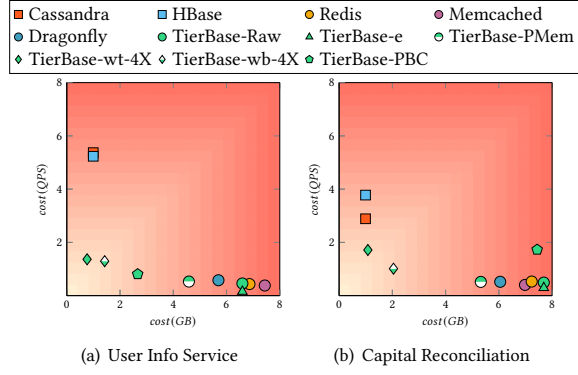 Cassandra HBase Redis Memcached
Dragonfly TierBase-Raw TierBase-e TierBase-PMem
TierBase-wt-4X TierBase-wb-4X TierBase-PBC
8 8
6 6
cost(QPS) 4 cost(QPS) 4
2 2
0 2 4 6 8 0 2 4 6 8
cost(GB) cost(GB)
(a) User Info Service (b) Capital Reconciliation